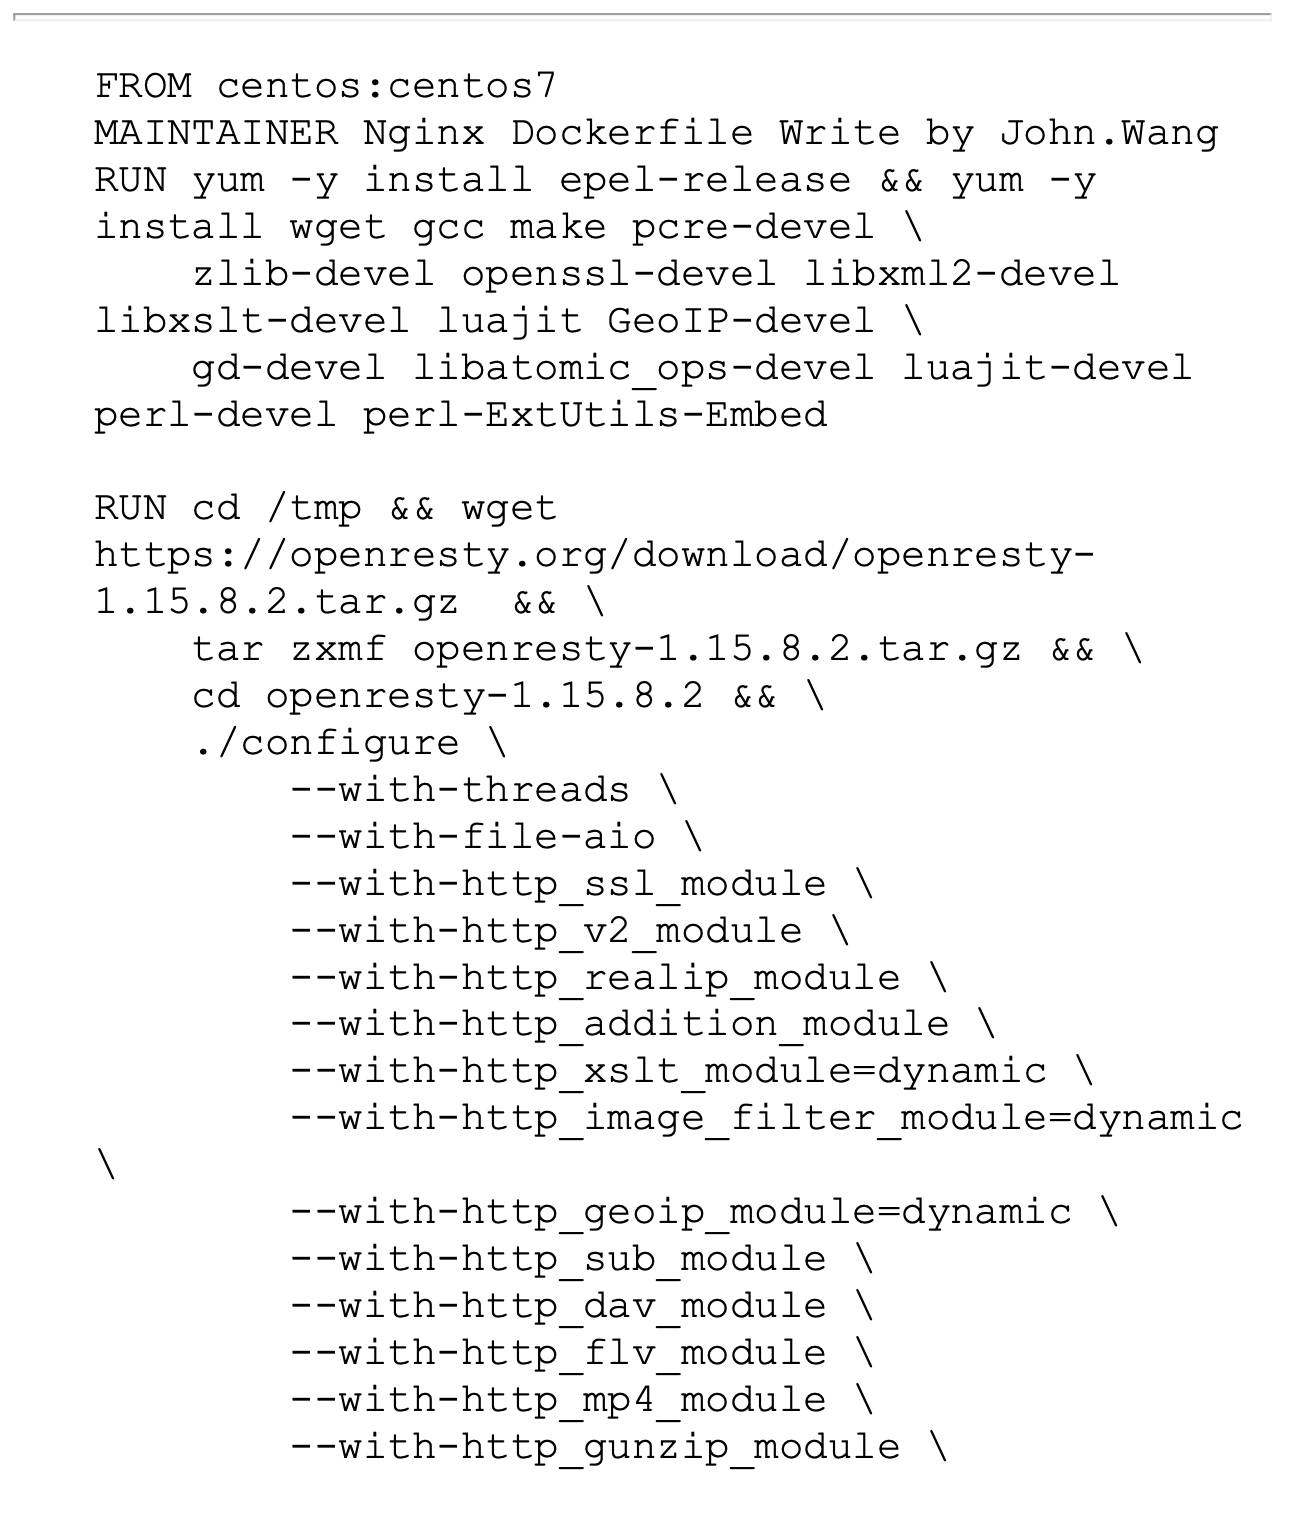 FROM centos:centos7
MAINTAINER Nginx Dockerfile Write by John.Wang
RUN yum -y install epel-release && yum -y
install wget gcc make pcre-devel \
    zlib-devel openssl-devel libxml2-devel
libxslt-devel luajit GeoIP-devel \
    gd-devel libatomic_ops-devel luajit-devel
perl-devel perl-ExtUtils-Embed

RUN cd /tmp && wget
https://openresty.org/download/openresty-
1.15.8.2.tar.gz  && \
    tar zxmf openresty-1.15.8.2.tar.gz && \
    cd openresty-1.15.8.2 && \
    ./configure \
        --with-threads \
        --with-file-aio \
        --with-http_ssl_module \
        --with-http_v2_module \
        --with-http_realip_module \
        --with-http_addition_module \
        --with-http_xslt_module=dynamic \
        --with-http_image_filter_module=dynamic
\
        --with-http_geoip_module=dynamic \
        --with-http_sub_module \
        --with-http_dav_module \
        --with-http_flv_module \
        --with-http_mp4_module \
        --with-http_gunzip_module \